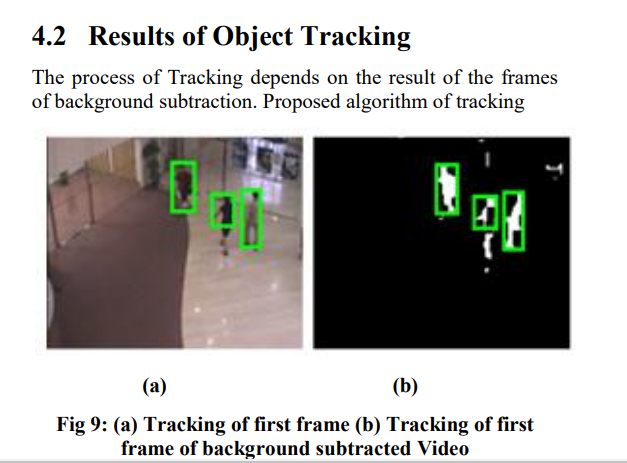 4.2 Results of Object Tracking
The process of Tracking depends on the result of the frames
of background subtraction. Proposed algorithm of tracking
(a)
(b)
Fig 9: (a) Tracking of first frame (b) Tracking of first
frame of background subtracted Video